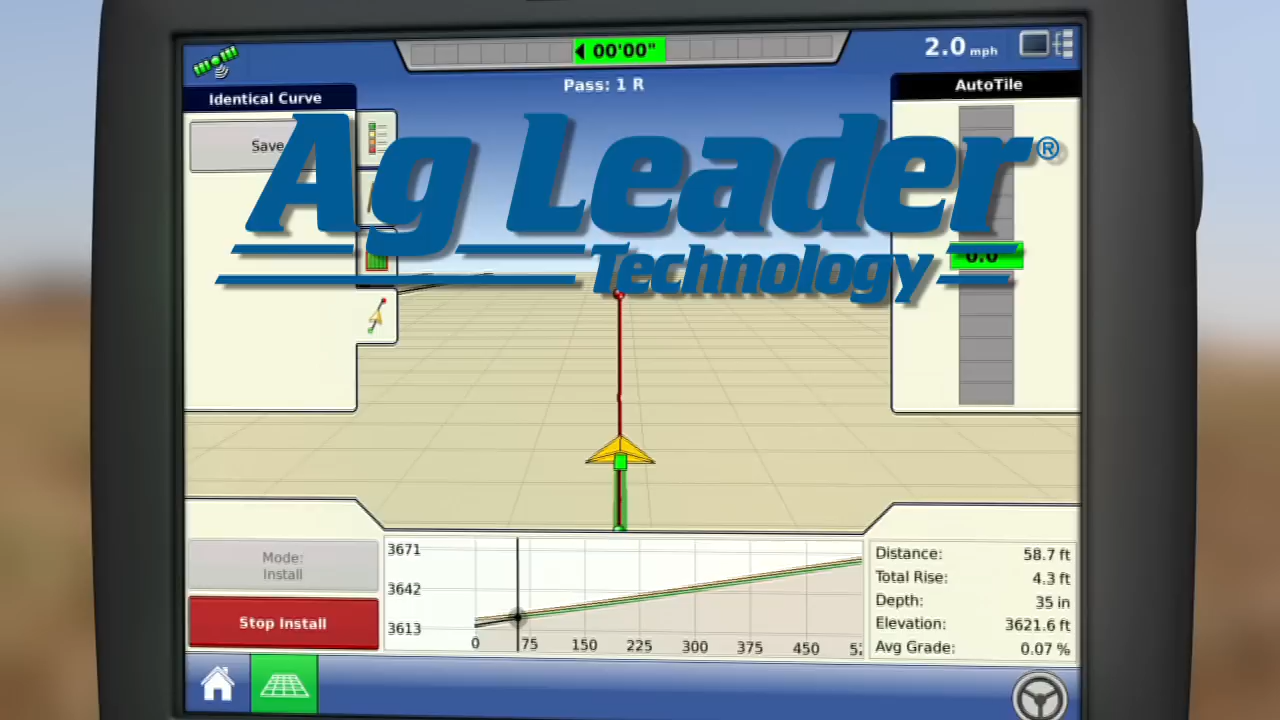 00'00"
2.0 mph
Pass: 1 R
Identical Curve
AutoTile
Save
Ag Leader®
Technology
0.0
Mode:
Install
Stop Install
3671
3642
3613
0 75 150 225 300 375 450
Distance: 58.7 ft
Total Rise: 4.3 ft
Depth: 35 in
Elevation: 3621.6 ft
Avg Grade: 0.07 %